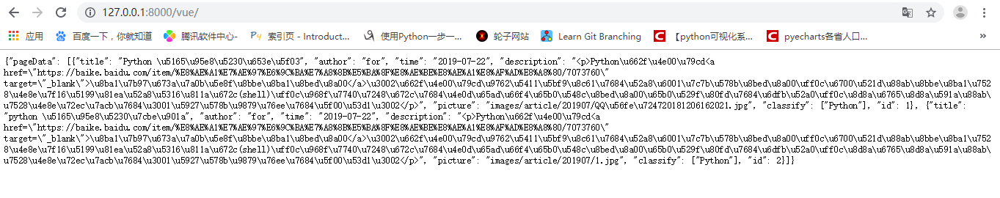 127.0.0.1:8000/vue/
应用 百度一下，你就知道 腾讯软件中心- 索引页 - Introduct... 使用Python一步一... 轮子网站 Learn Git Branching 【python可视化系... pyecharts各省人口... »
{"pageData": [{"title": "Python \u5165\u95e8\u5230\u653e\u5f03", "author": "for", "time": "2019-07-22", "description": "<p>Python\u662f\u4e00\u79cd<a
href=\"https://baike.baidu.com/item/%E8%AE%A1%E7%AE%97%E6%9C%BA%E7%A8%8B%E5%BA%8F%E8%AE%BE%E8%AE%A1%E8%AF%AD%E8%A8%80/7073760\"
target=\"_blank\">\u8ba1\u7b97\u673a\u7a0b\u5e8f\u8bbe\u8ba1\u8bed\u8a00</a>\u3002\u662f\u4e00\u79cd\u9762\u5411\u5bf9\u8c61\u7684\u52a8\u6001\u7c7b\u578b\u8bed\u8a00\uff0c\u6700\u521d\u88ab\u8bbe\u8ba1\u752
8\u4e8e\u7f16\u5199\u81ea\u52a8\u5316\u811a\u672c(shell)\uff0c\u968f\u7740\u7248\u672c\u7684\u4e0d\u65ad\u66f4\u65b0\u548c\u8bed\u8a00\u65b0\u529f\u80fd\u7684\u6dfb\u52a0\uff0c\u8d8a\u6765\u8d8a\u591a\u88ab\
u7528\u4e8e\u72ec\u7acb\u7684\u3001\u5927\u578b\u9879\u76ee\u7684\u5f00\u53d1\u3002</p>", "picture": "images/article/201907/QQ\u56fe\u724720181206162021.jpg", "classify": ["Python"], "id": 1}, {"title":
"python \u5165\u95e8\u5230\u7cbe\u901a", "author": "for", "time": "2019-07-22", "description": "<p>Python\u662f\u4e00\u79cd<a
href=\"https://baike.baidu.com/item/%E8%AE%A1%E7%AE%97%E6%9C%BA%E7%A8%8B%E5%BA%8F%E8%AE%BE%E8%AE%A1%E8%AF%AD%E8%A8%80/7073760\"
target=\"_blank\">\u8ba1\u7b97\u673a\u7a0b\u5e8f\u8bbe\u8ba1\u8bed\u8a00</a>\u3002\u662f\u4e00\u79cd\u9762\u5411\u5bf9\u8c61\u7684\u52a8\u6001\u7c7b\u578b\u8bed\u8a00\uff0c\u6700\u521d\u88ab\u8bbe\u8ba1\u752
8\u4e8e\u7f16\u5199\u81ea\u52a8\u5316\u811a\u672c(shell)\uff0c\u968f\u7740\u7248\u672c\u7684\u4e0d\u65ad\u66f4\u65b0\u548c\u8bed\u8a00\u65b0\u529f\u80fd\u7684\u6dfb\u52a0\uff0c\u8d8a\u6765\u8d8a\u591a\u88ab\
u7528\u4e8e\u72ec\u7acb\u7684\u3001\u5927\u578b\u9879\u76ee\u7684\u5f00\u53d1\u3002</p>", "picture": "images/article/201907/1.jpg", "classify": ["Python"], "id": 2}]}